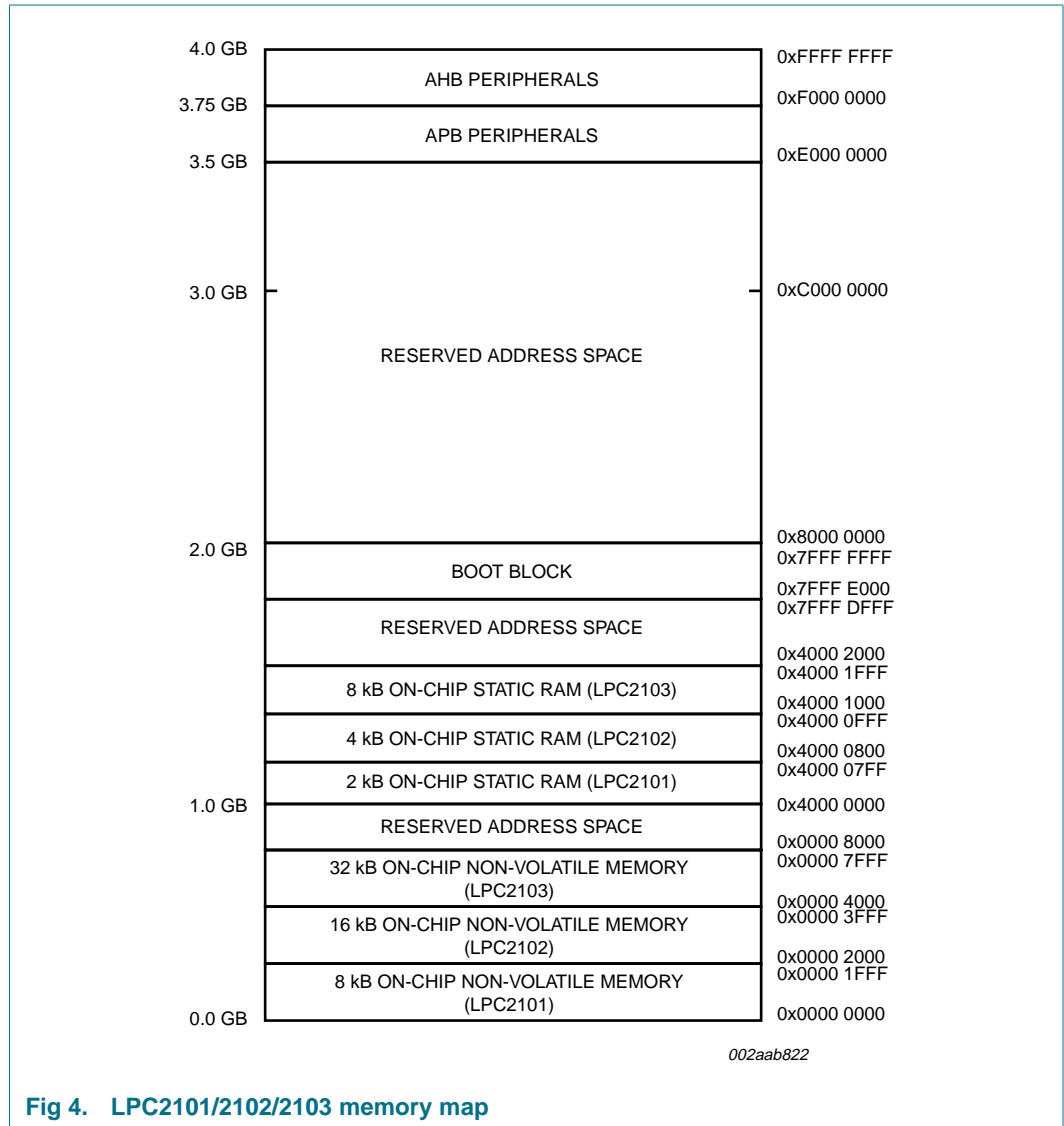 4.0 GB
0xFFFF FFFF
AHB PERIPHERALS
3.75 GB
0xF000 0000
APB PERIPHERALS
3.5 GB
0xE000 0000
3.0 GB
0xC000 0000
RESERVED ADDRESS SPACE
0x8000 0000
2.0 GB
0x7FFF FFFF
BOOT BLOCK
0x7FFF E000
0x7FFF DFFF
RESERVED ADDRESS SPACE
0x4000 2000
0x4000 1FFF
8 kB ON-CHIP STATIC RAM (LPC2103)
0x4000 1000
0x4000 0FFF
4 kB ON-CHIP STATIC RAM (LPC2102)
0x4000 0800
0x4000 07FF
2 kB ON-CHIP STATIC RAM (LPC2101)
1.0 GB
0x4000 0000
RESERVED ADDRESS SPACE
0x0000 8000
0x0000 7FFF
32 kB ON-CHIP NON-VOLATILE MEMORY
(LPC2103)
0x0000 4000
0x0000 3FFF
16 kB ON-CHIP NON-VOLATILE MEMORY
(LPC2102)
0x0000 2000
0x0000 1FFF
8 kB ON-CHIP NON-VOLATILE MEMORY
(LPC2101)
0.0 GB
0x0000 0000
002aab822
Fig 4. LPC2101/2102/2103 memory map